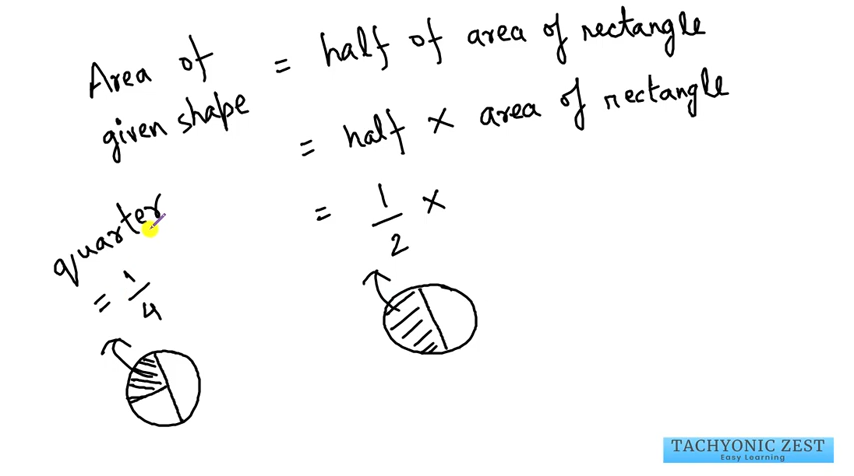 Area of given shape = half of area of rectangle
= half × area of rectangle
= 1/2 ×
quarter
= 1/4
TACHYONIC ZEST
Easy Learning